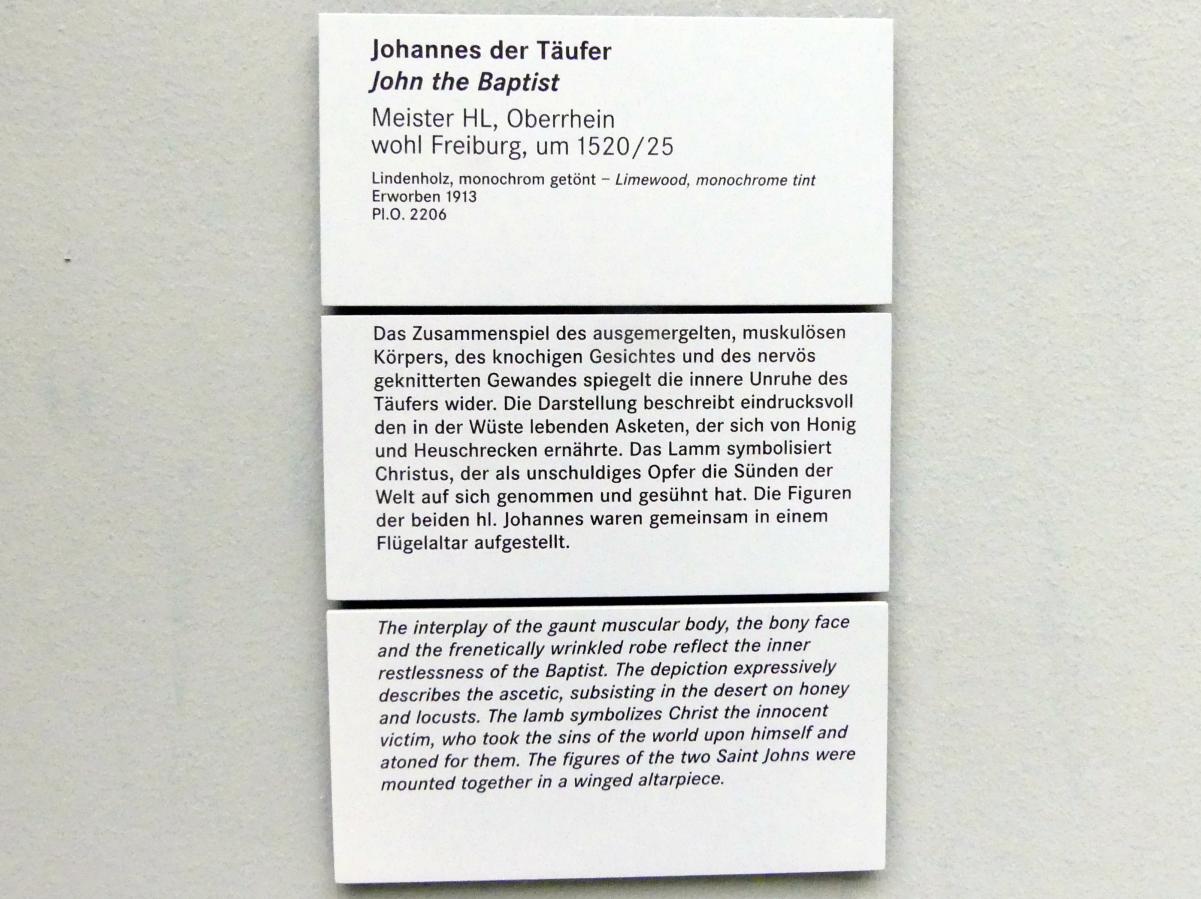 Johannes der Täufer
John the Baptist
Meister HL, Oberrhein
wohl Freiburg, um 1520/25
Lindenholz, monochrom getönt – Limewood, monochrome tint
Erworben 1913
Pl.O. 2206
Das Zusammenspiel des ausgemergelten, muskulösen
Körpers, des knochigen Gesichtes und des nervös
geknitterten Gewandes spiegelt die innere Unruhe des
Täufers wider. Die Darstellung beschreibt eindrucksvoll
den in der Wüste lebenden Asketen, der sich von Honig
und Heuschrecken ernährte. Das Lamm symbolisiert
Christus, der als unschuldiges Opfer die Sünden der
Welt auf sich genommen und gesühnt hat. Die Figuren
der beiden hl. Johannes waren gemeinsam in einem
Flügelaltar aufgestellt.
The interplay of the gaunt muscular body, the bony face
and the frenetically wrinkled robe reflect the inner
restlessness of the Baptist. The depiction expressively
describes the ascetic, subsisting in the desert on honey
and locusts. The lamb symbolizes Christ the innocent
victim, who took the sins of the world upon himself and
atoned for them. The figures of the two Saint Johns were
mounted together in a winged altarpiece.